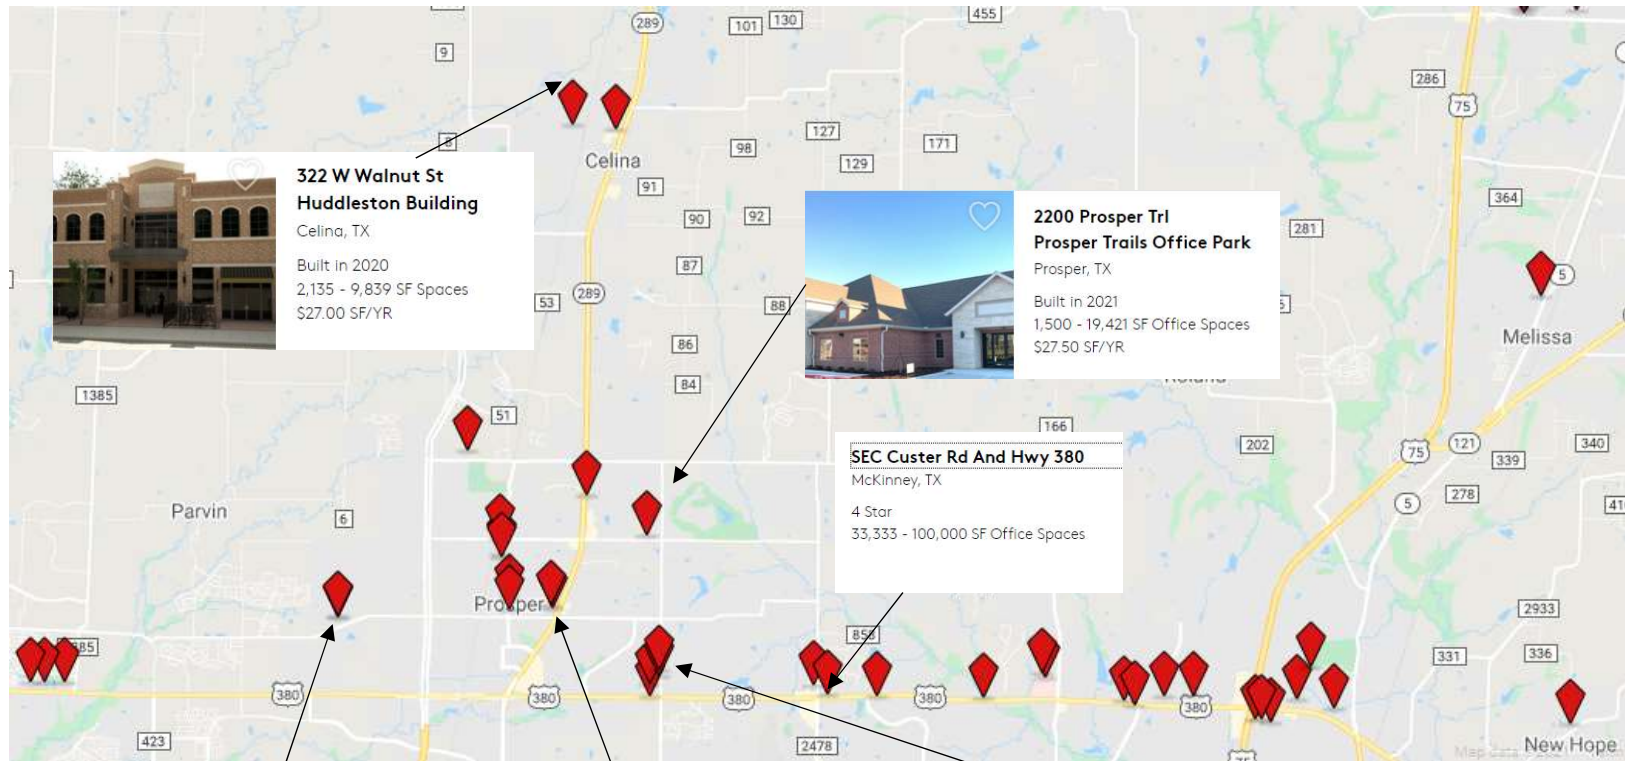 289
101
130
455
9
286
75
8
Celina
98
127
171
129
322 W Walnut St
Huddleston Building
Celina, TX
Built in 2020
2,135 - 9,839 SF Spaces
$27.00 SF/YR
91
90
92
87
364
281
2200 Prosper Trl
Prosper Trails Office Park
Prosper, TX
Built in 2021
1,500 - 19,421 SF Office Spaces
$27.50 SF/YR
5
53
289
88
86
84
Melissa
1385
51
166
202
75
121
340
339
SEC Custer Rd And Hwy 380
McKinney, TX
4 Star
33,333 - 100,000 SF Office Spaces
Parvin
6
278
5
Prosper
2933
331
336
380
380
380
380
380
423
2478
75
New Hope